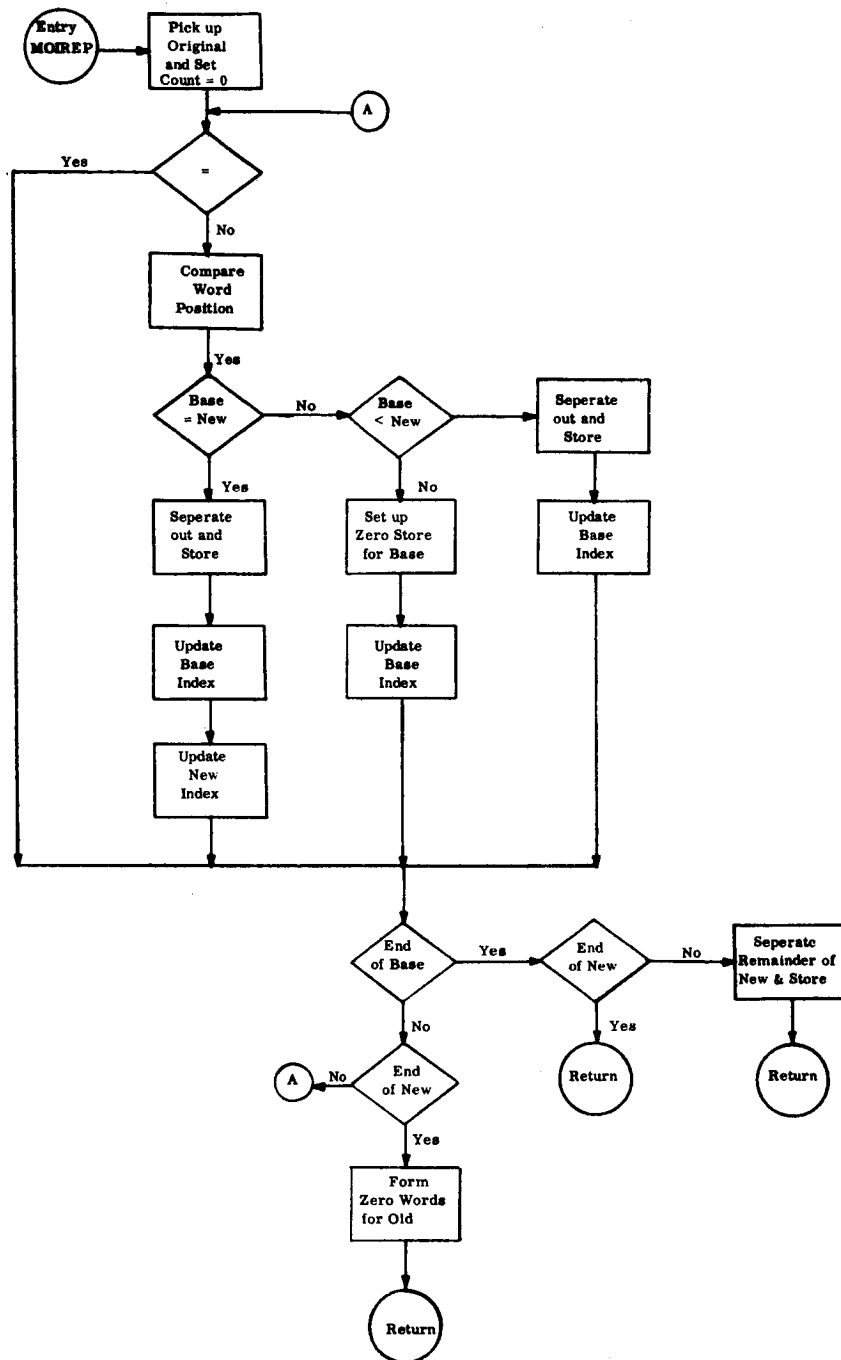 Entry
MOIREP
Pick up
Original
and Set
Count = 0
A
Yes
=
No
Compare
Word
Position
Yes
Base
= New
No
Base
< New
Seperate
out and
Store
Yes
No
Seperate
out and
Store
Set up
Zero Store
for Base
Update
Base
Index
Update
Base
Index
Update
Base
Index
Update
New
Index
End
of Base
Yes
End
of New
No
Seperate
Remainder of
New & Store
No
Yes
A
No
End
of New
Return
Return
Yes
Form
Zero Words
for Old
Return